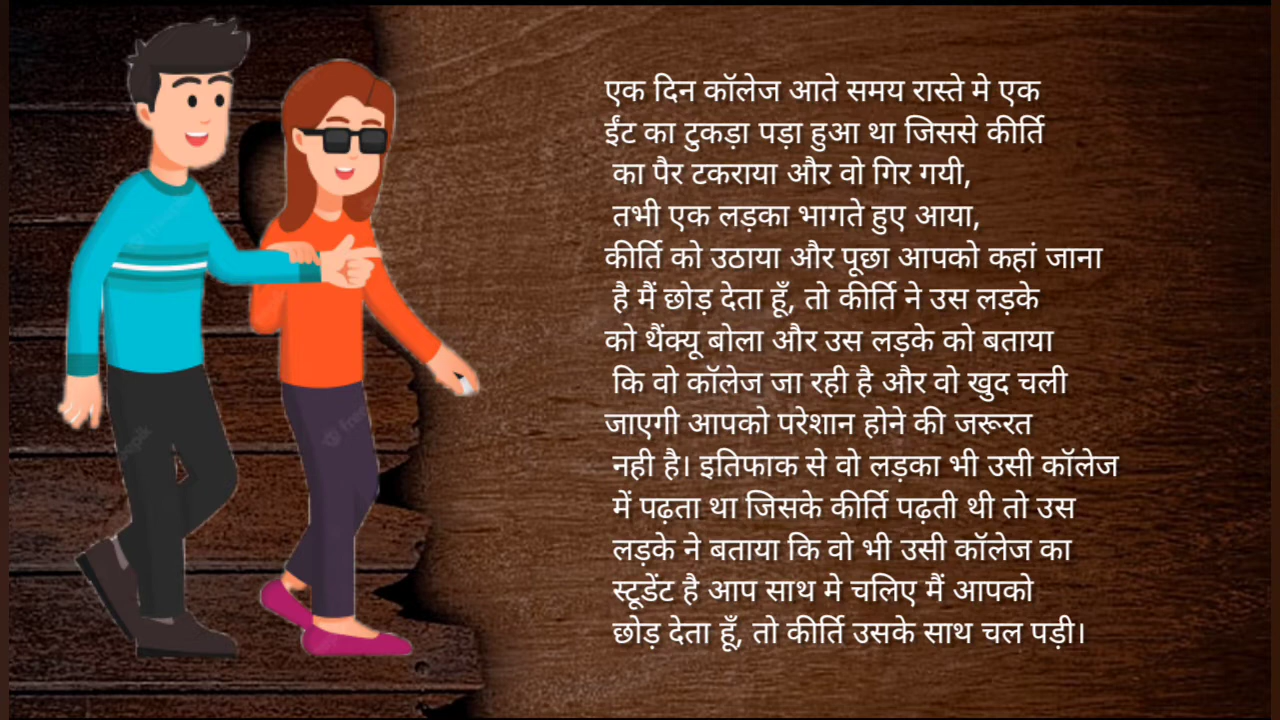 एक दिन कॉलेज आते समय रास्ते मे एक
ईंट का टुकड़ा पड़ा हुआ था जिससे कीर्ति
का पैर टकराया और वो गिर गयी,
तभी एक लड़का भागते हुए आया,
कीर्ति को उठाया और पूछा आपको कहां जाना
है मैं छोड़ देता हूँ, तो कीर्ति ने उस लड़के
को थैंक्यू बोला और उस लड़के को बताया
कि वो कॉलेज जा रही है और वो खुद चली
जाएगी आपको परेशान होने की जरूरत
नही है। इतिफाक से वो लड़का भी उसी कॉलेज
में पढ़ता था जिसके कीर्ति पढ़ती थी तो उस
लड़के ने बताया कि वो भी उसी कॉलेज का
स्टूडेंट है आप साथ मे चलिए मैं आपको
छोड़ देता हूँ, तो कीर्ति उसके साथ चल पड़ी।